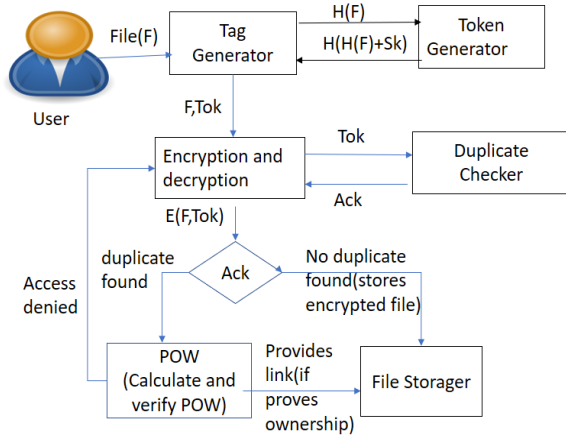 File(F)
User
Tag
Generator
H(F)
H(H(F)+Sk)
Token
Generator
F,Tok
Encryption and
decryption
Tok
Ack
Duplicate
Checker
E(F,Tok)
Ack
duplicate
found
No duplicate
found(stores
encrypted file)
Access
denied
POW
(Calculate and
verify POW)
Provides
link(if
proves
ownership)
File Storager